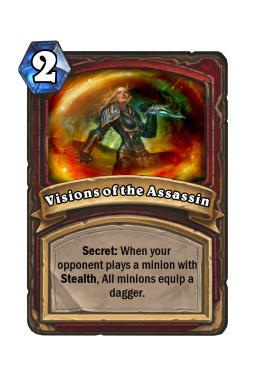 2
Visions of the Assassin
Secret: When your
opponent plays a minion with
Stealth, All minions equip a
dagger.